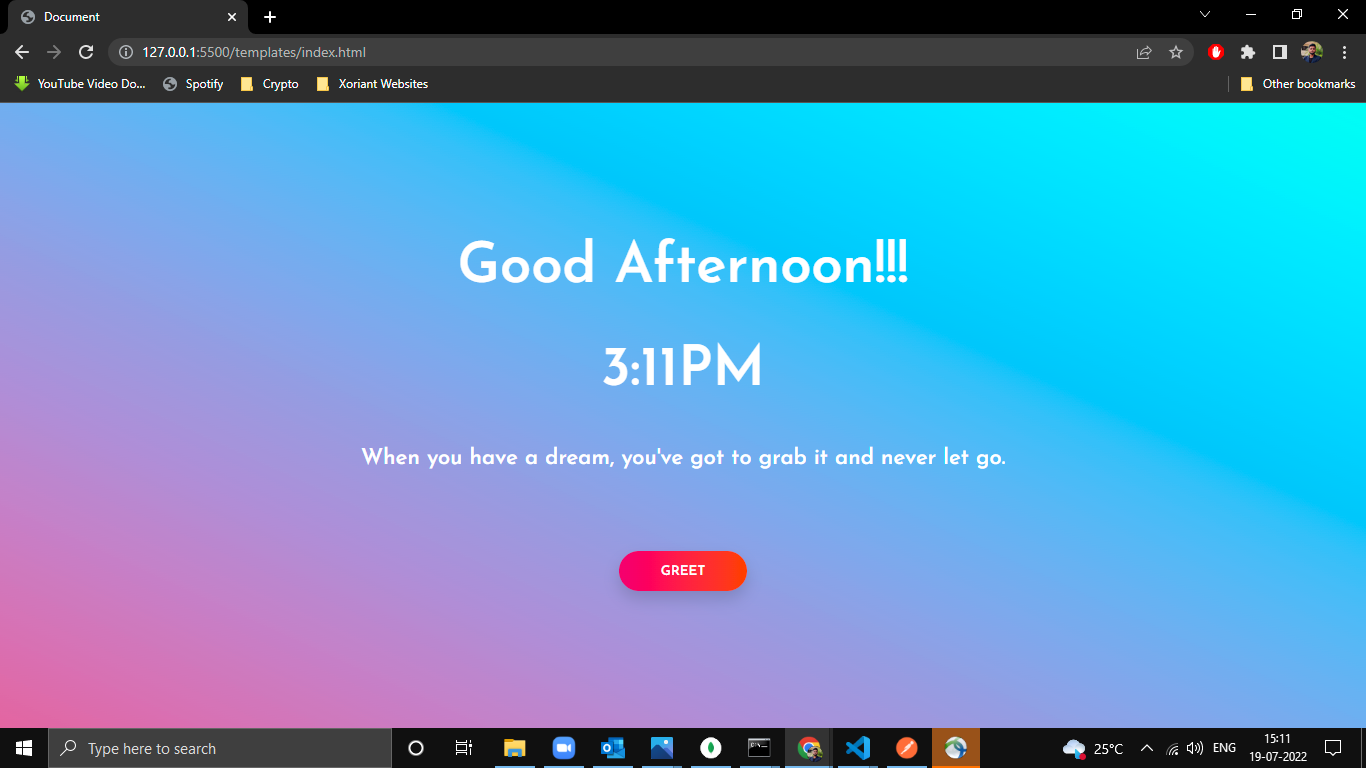 Document
127.0.0.1:5500/templates/index.html
YouTube Video Do... Spotify Crypto Xoriant Websites Other bookmarks
Good Afternoon!!!
3:11PM
When you have a dream, you've got to grab it and never let go.
GREET
Type here to search
25°C ENG 15:11
19-07-2022